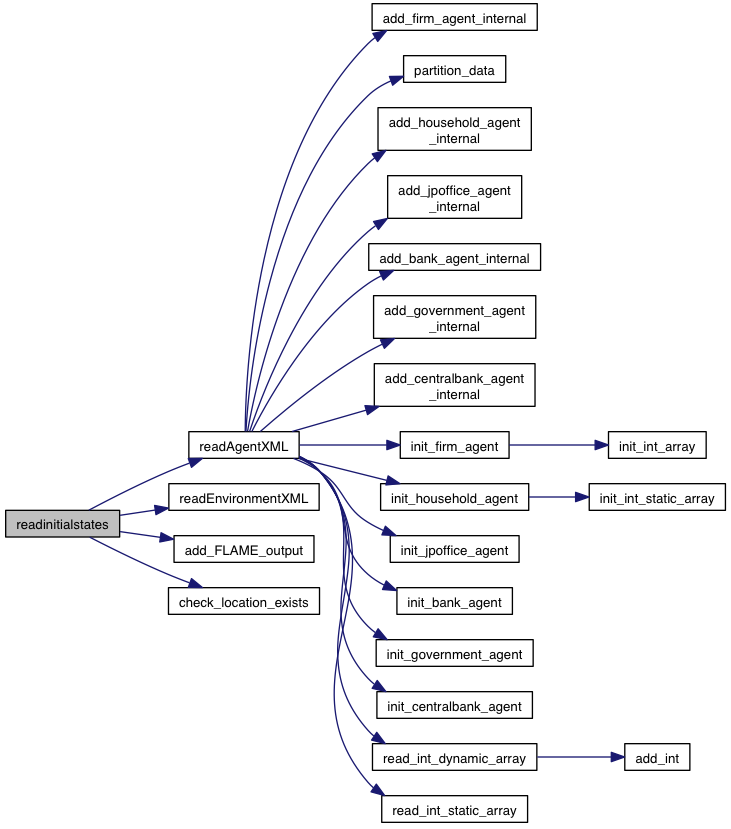 add_firm_agent_internal
partition_data
add_household_agent
_internal
add_jpoffice_agent
_internal
add_bank_agent_internal
add_government_agent
_internal
add_centralbank_agent
_internal
readAgentXML
init_firm_agent
init_int_array
readEnvironmentXML
init_household_agent
init_int_static_array
readinitialstates
add_FLAME_output
init_jpoffice_agent
check_location_exists
init_bank_agent
init_government_agent
init_centralbank_agent
read_int_dynamic_array
add_int
read_int_static_array